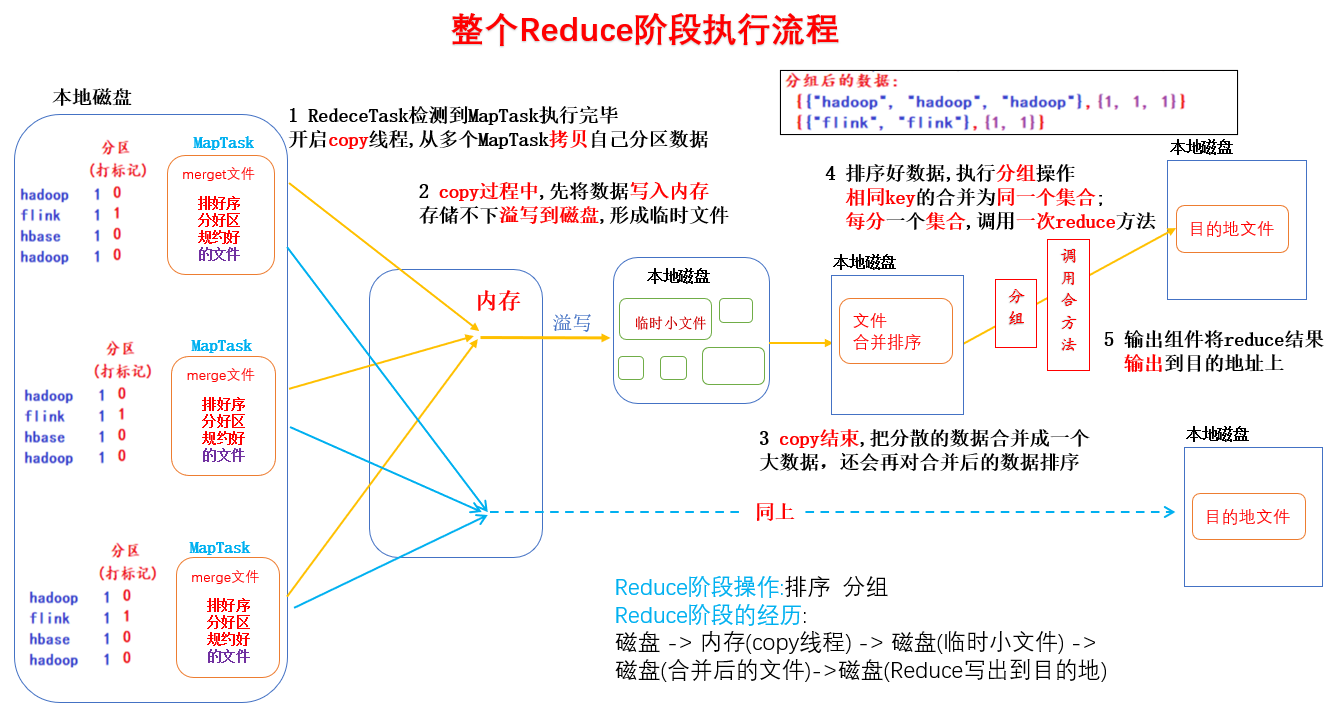 整个Reduce阶段执行流程
分组后的数据:
{{"hadoop", "hadoop", "hadoop"},{1, 1, 1}}
{{"flink", "flink"},{1, 1}}
本地磁盘
1 RedeceTask检测到MapTask执行完毕
开启copy线程,从多个MapTask拷贝自己分区数据
2 copy过程中,先将数据写入内存
存储不下溢写到磁盘,形成临时文件
4 排序好数据,执行分组操作
相同key的合并为同一个集合;
每分一个集合,调用一次reduce方法
分区
(打标记)
hadoop 1 0
flink 1 1
hbase 1 0
hadoop 1 0
MapTask
merget文件
排好序
分好区
规约好
的文件
分区
(打标记)
hadoop 1 0
flink 1 1
hbase 1 0
hadoop 1 0
MapTask
merge文件
排好序
分好区
规约好
的文件
分区
(打标记)
hadoop 1 0
flink 1 1
hbase 1 0
hadoop 1 0
MapTask
merge文件
排好序
分好区
规约好
的文件
内存
溢写
本地磁盘
临时小文件
本地磁盘
文件
合并排序
分组
调用合方法
本地磁盘
目的地文件
5 输出组件将reduce结果
输出到目的地址上
3 copy结束,把分散的数据合并成一个
大数据，还会再对合并后的数据排序
同上
本地磁盘
目的地文件
Reduce阶段操作:排序 分组
Reduce阶段的经历:
磁盘 -> 内存(copy线程) -> 磁盘(临时小文件) ->
磁盘(合并后的文件)->磁盘(Reduce写出到目的地)